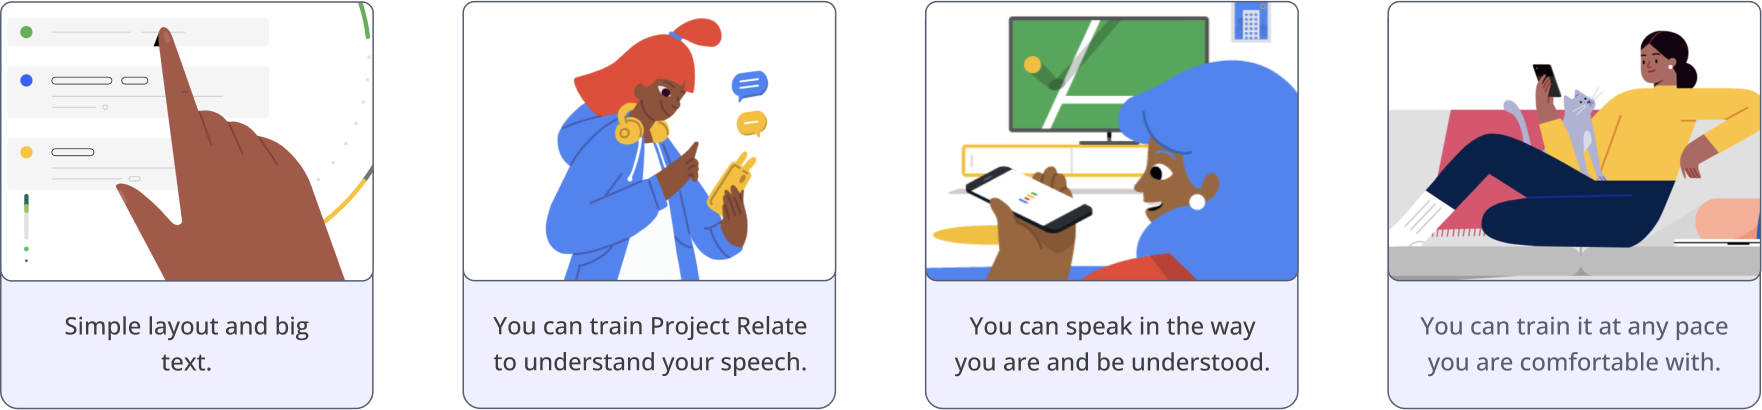 Simple layout and big
text.
You can train Project Relate
to understand your speech.
You can speak in the way
you are and be understood.
You can train it at any pace
you are comfortable with.